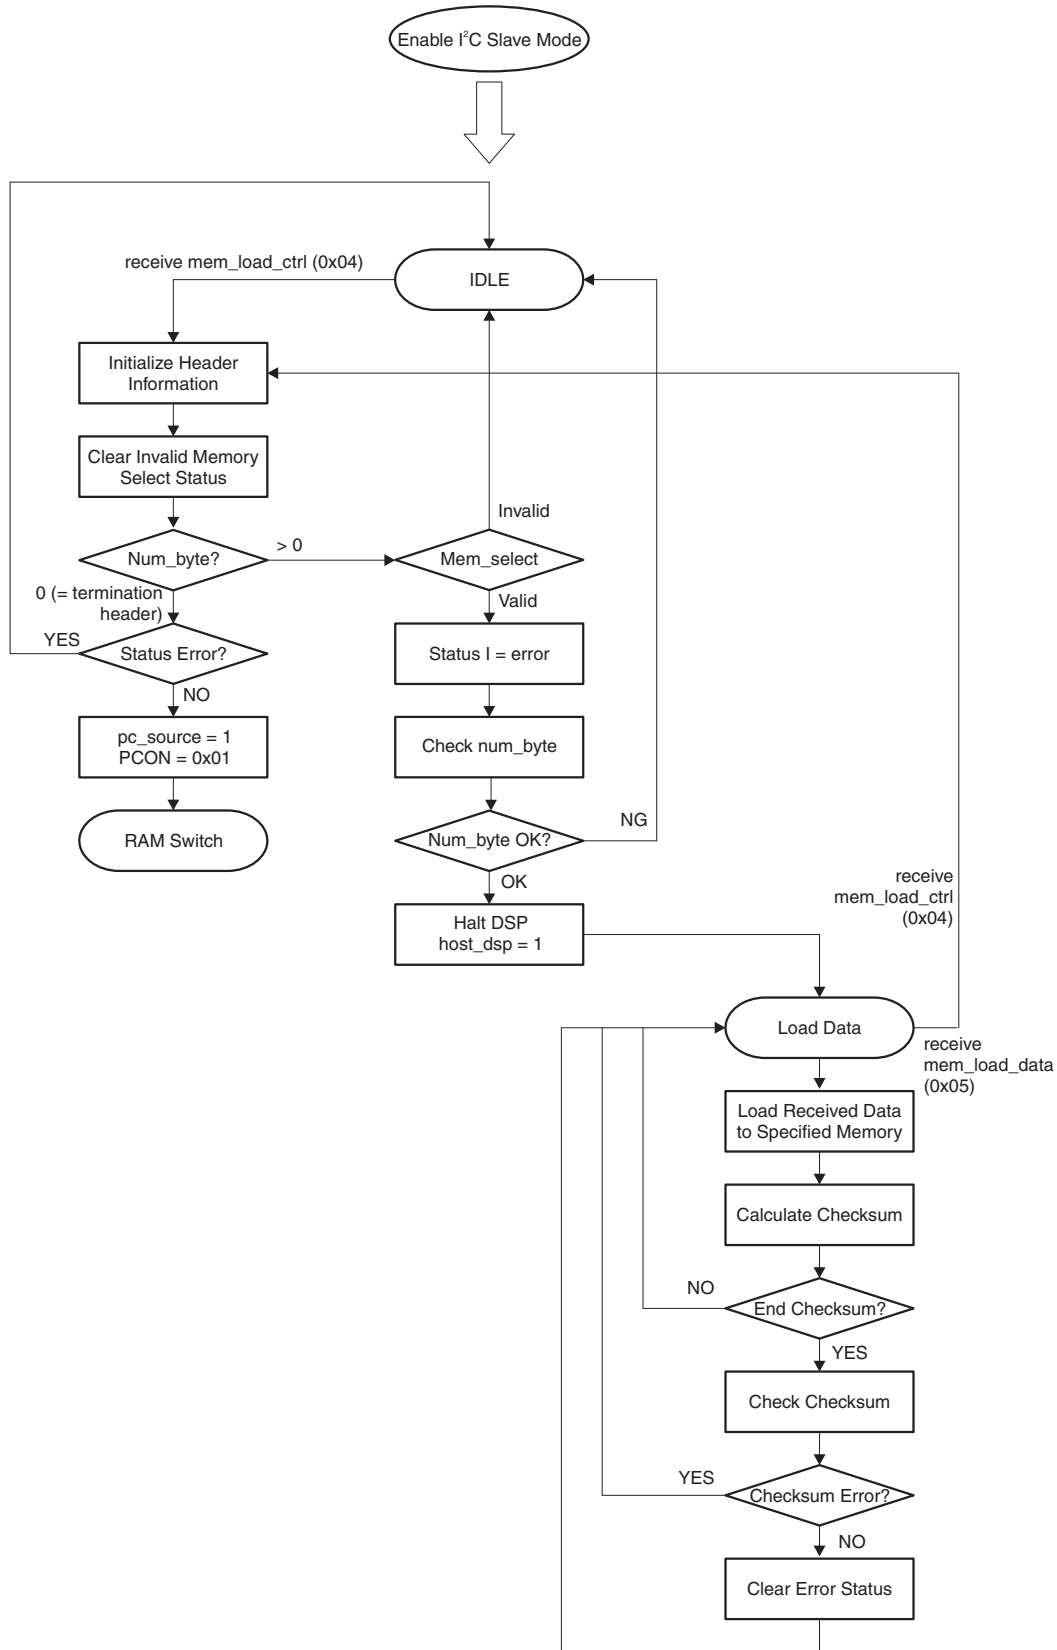 Enable I²C Slave Mode
receive mem_load_ctrl (0x04)
IDLE
Initialize Header
Information
Clear Invalid Memory
Select Status
Invalid
Num_byte?
> 0
Mem_select
0 (= termination
header)
Valid
YES
Status Error?
Status I = error
NO
pc_source = 1
PCON = 0x01
Check num_byte
RAM Switch
Num_byte OK?
NG
OK
receive
mem_load_ctrl
(0x04)
Halt DSP
host_dsp = 1
Load Data
receive
mem_load_data
(0x05)
Load Received Data
to Specified Memory
Calculate Checksum
NO
End Checksum?
YES
Check Checksum
YES
Checksum Error?
NO
Clear Error Status